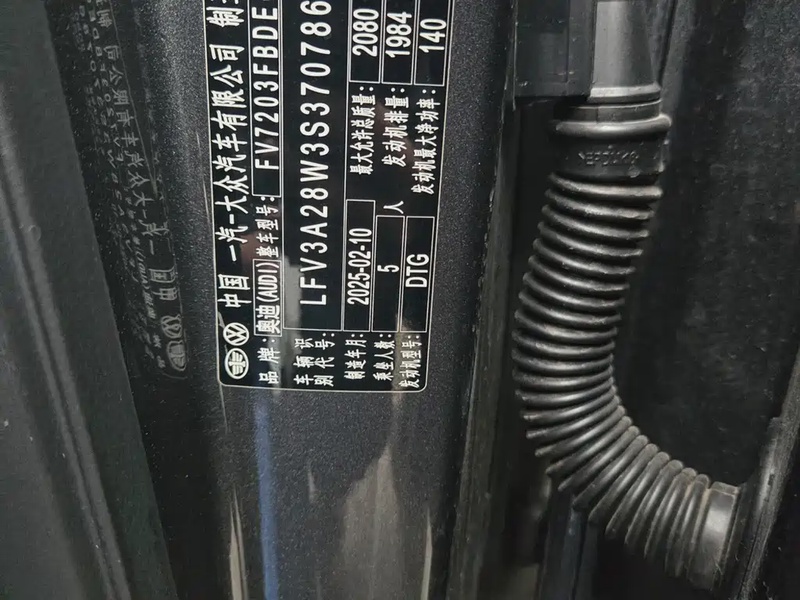 中国 一汽-大众汽车有限公司 制
品牌: 奥迪(AUDI) 整车型号: FV7203FBDE
车辆识别代号: LFV3A28W3S370786
制造年月: 2025-02-10 最大允许总质量: 2080
乘坐人数: 5 人 发动机排量: 1984
发动机型号: DTG 发动机最大净功率: 140